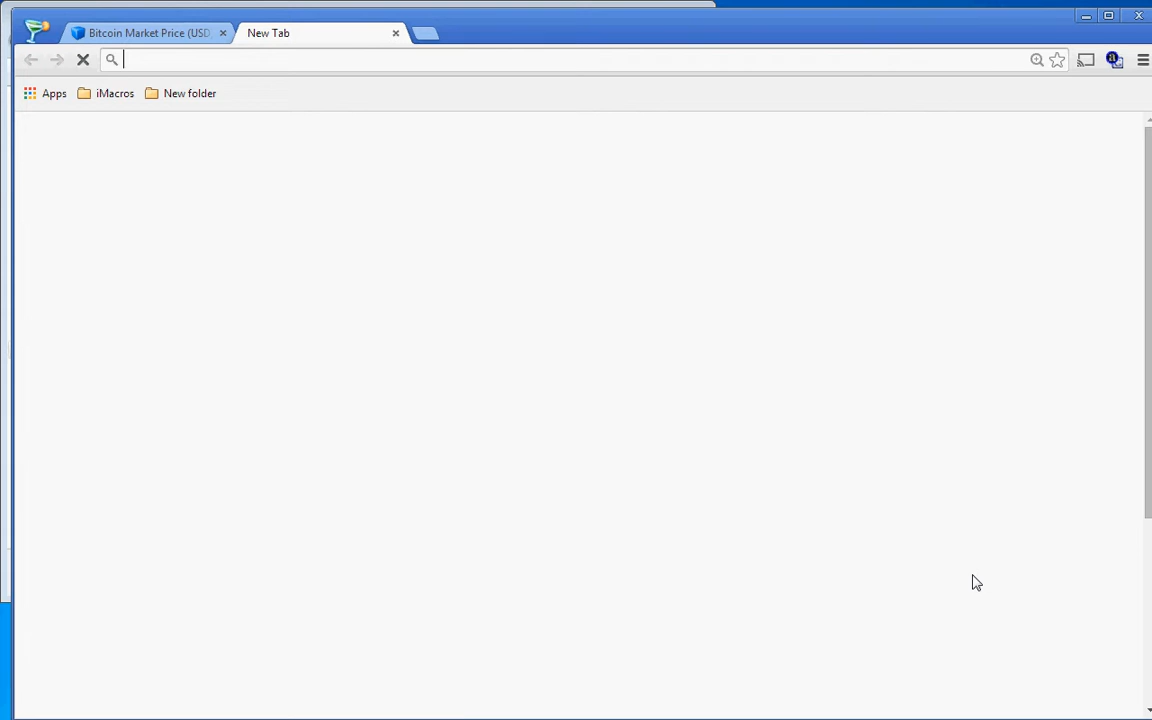 Bitcoin Market Price (USD
New Tab
Apps
iMacros
New folder